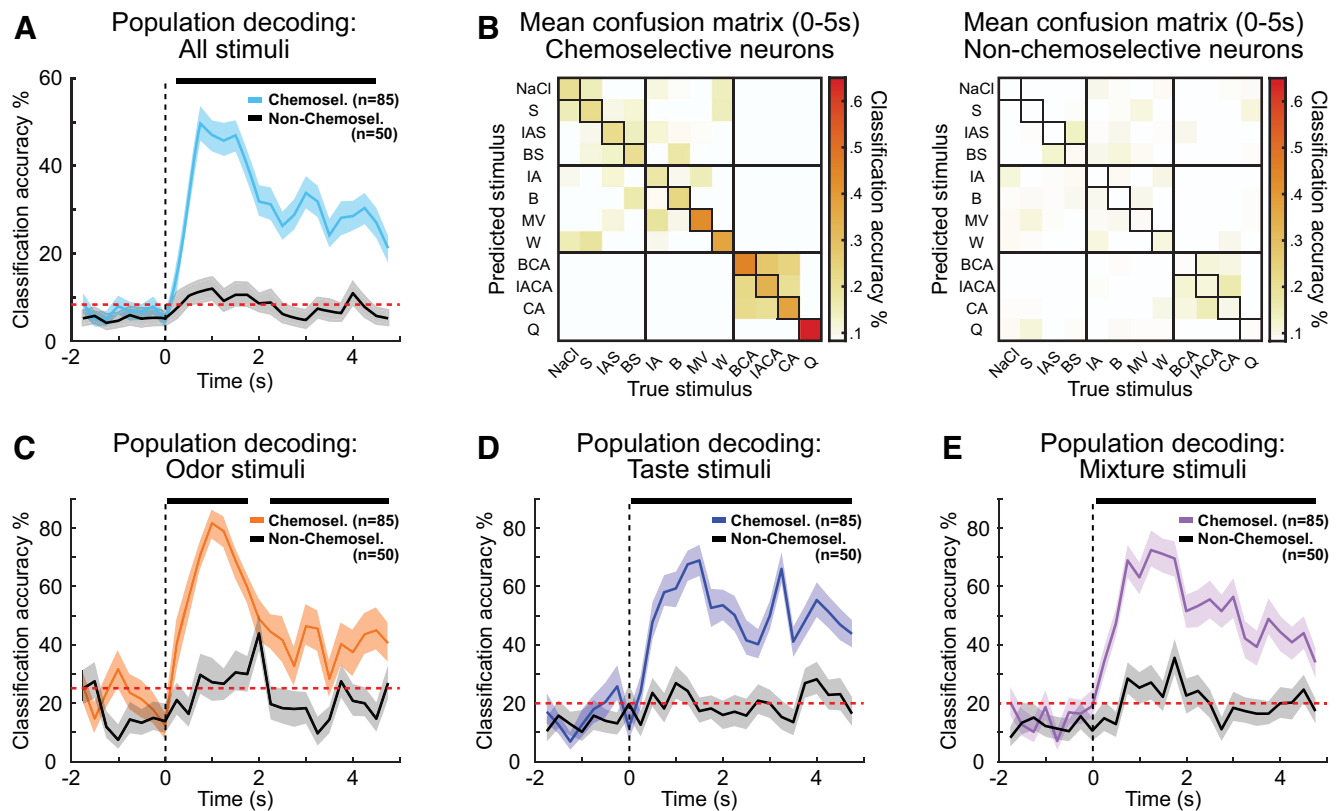 A
Population decoding:
All stimuli
Classification accuracy %
60
40
20
0
-2
0
2
4
Time (s)
Chemosel. (n=85)
Non-Chemosel.
(n=50)
B
Mean confusion matrix (0-5s)
Chemoselective neurons
Predicted stimulus
NaCl
S
IAS
BS
IA
B
MV
W
BCA
IACA
CA
Q
NaCl
S
IAS
BS
IA
B
MV
W
BCA
IACA
CA
Q
True stimulus
.6
.5
.4
.3
.2
.1
Classification accuracy %
Mean confusion matrix (0-5s)
Non-chemoselective neurons
Predicted stimulus
NaCl
S
IAS
BS
IA
B
MV
W
BCA
IACA
CA
Q
NaCl
S
IAS
BS
IA
B
MV
W
BCA
IACA
CA
Q
True stimulus
.6
.5
.4
.3
.2
.1
Classification accuracy %
C
Population decoding:
Odor stimuli
Classification accuracy %
80
60
40
20
0
-2
0
2
4
Time (s)
Chemosel. (n=85)
Non-Chemosel.
(n=50)
D
Population decoding:
Taste stimuli
Classification accuracy %
80
60
40
20
0
-2
0
2
4
Time (s)
Chemosel. (n=85)
Non-Chemosel.
(n=50)
E
Population decoding:
Mixture stimuli
Classification accuracy %
80
60
40
20
0
-2
0
2
4
Time (s)
Chemosel. (n=85)
Non-Chemosel.
(n=50)